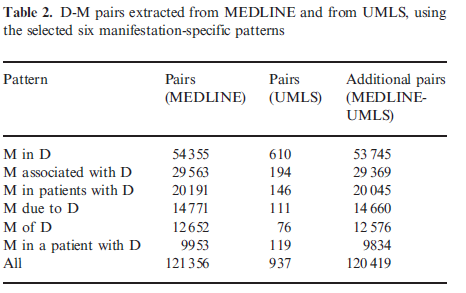 Table 2. D-M pairs extracted from MEDLINE and from UMLS, using
the selected six manifestation-specific patterns
Pattern Pairs Pairs Additional pairs
(MEDLINE) (UMLS) (MEDLINE-
UMLS)
M in D 54 355 610 53 745
M associated with D 29 563 194 29 369
M in patients with D 20 191 146 20 045
M due to D 14 771 111 14 660
M of D 12 652 76 12 576
M in a patient with D 9953 119 9834
All 121 356 937 120 419